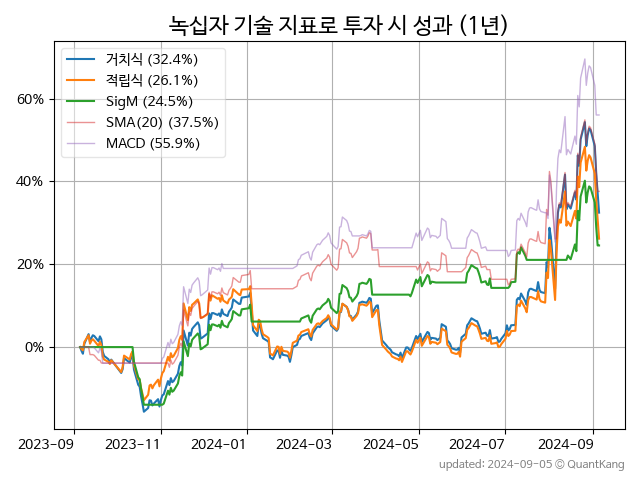 녹십자 기술 지표로 투자 시 성과 (1년)
거치식 (32.4%)
적립식 (26.1%)
SigM (24.5%)
SMA(20) (37.5%)
MACD (55.9%)
60%
40%
20%
0%
2023-09 2023-11 2024-01 2024-03 2024-05 2024-07 2024-09
updated: 2024-09-05 © QuantKang